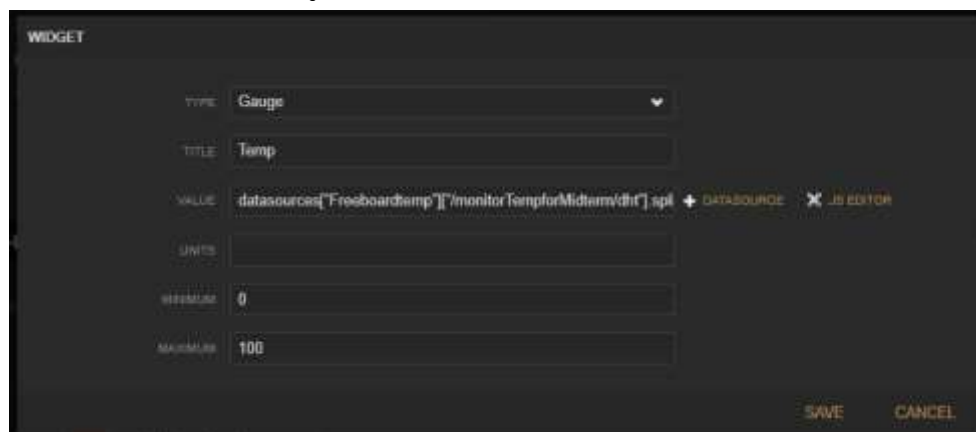 WIDGET
TYPE Gauge
TITLE Temp
VALUE datasources["Freeboardtemp"]["/monitorTempforMidterm/dht"].spl + DATASOURCE JS EDITOR
UNITS
MINIMUM 0
MAXIMUM 100
SAVE CANCEL